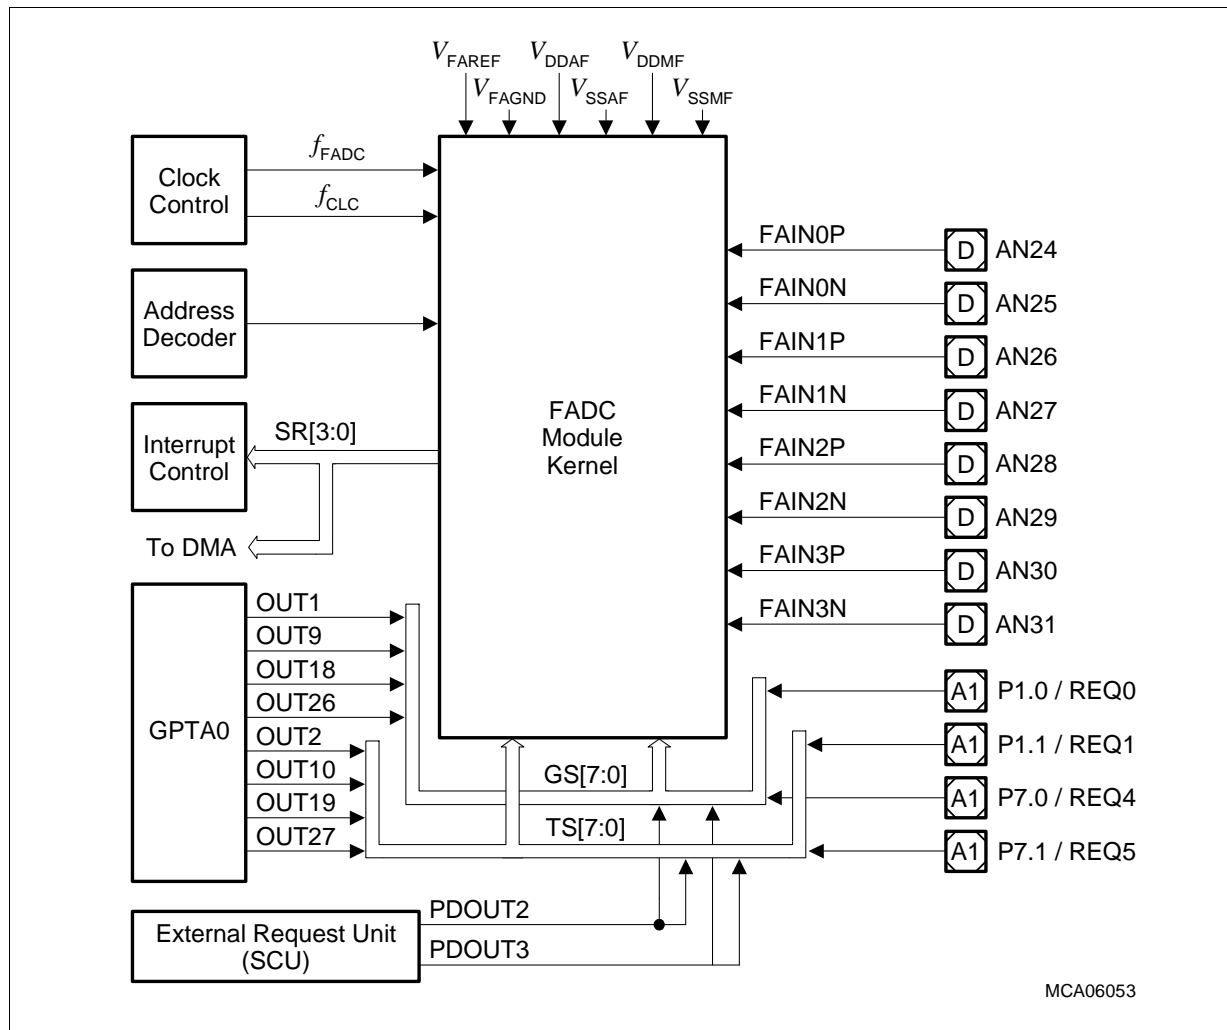 VFAREF VDDAF VDDMF
VFAGND VSSAF VSSMF
Clock
Control
fFADC
fCLC
Address
Decoder
Interrupt
Control
SR[3:0]
To DMA
FADC
Module
Kernel
FAIN0P D AN24
FAIN0N D AN25
FAIN1P D AN26
FAIN1N D AN27
FAIN2P D AN28
FAIN2N D AN29
FAIN3P D AN30
FAIN3N D AN31
GPTA0
OUT1
OUT9
OUT18
OUT26
OUT2
OUT10
OUT19
OUT27
GS[7:0]
TS[7:0]
A1 P1.0 / REQ0
A1 P1.1 / REQ1
A1 P7.0 / REQ4
A1 P7.1 / REQ5
External Request Unit
(SCU)
PDOUT2
PDOUT3
MCA06053